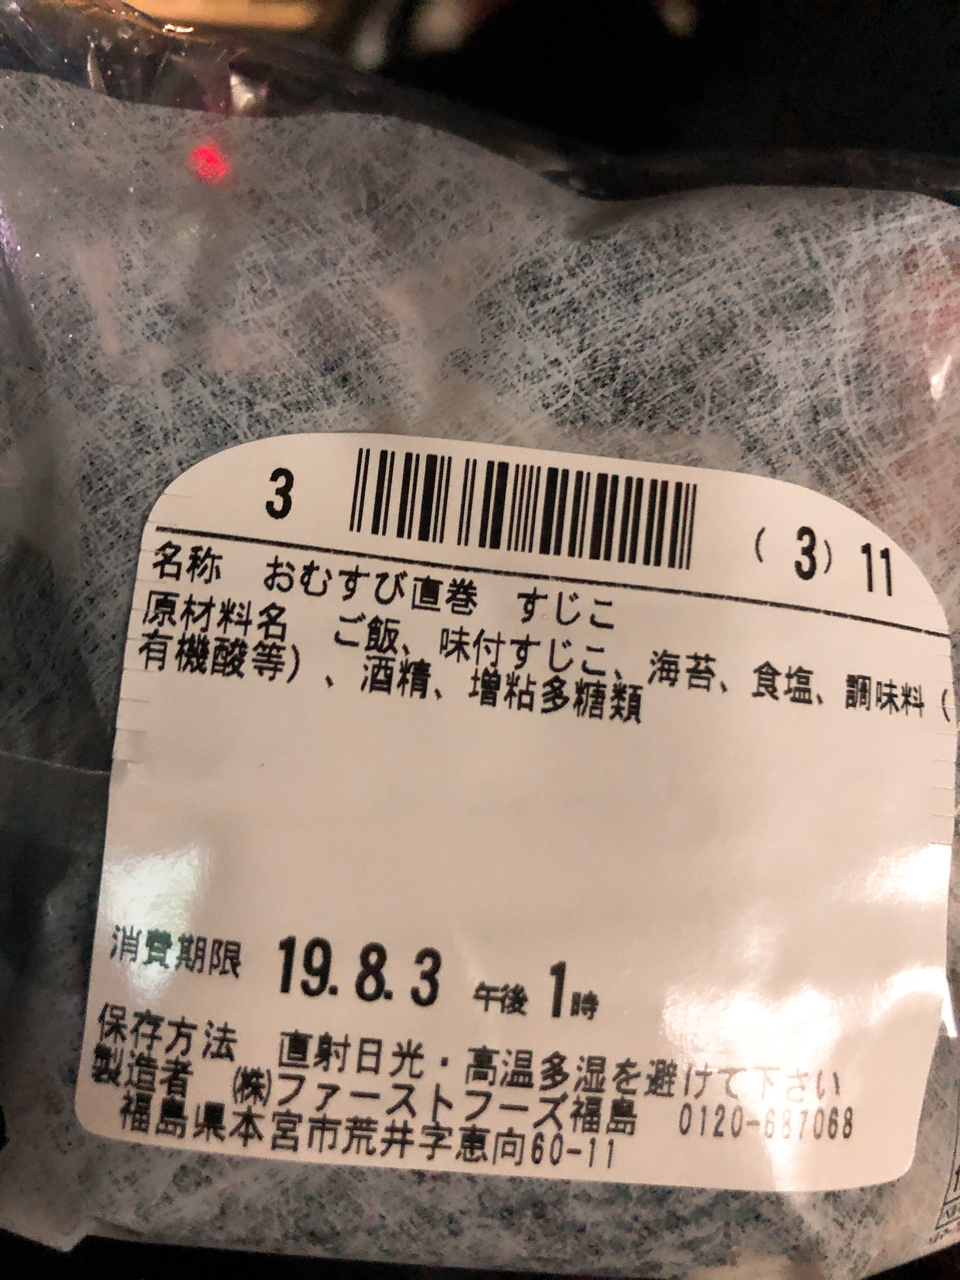 3 (3) 11
名称 おむすび直巻 すじこ
原材料名 ご飯、味付すじこ、海苔、食塩、調味料(
有機酸等)、酒精、増粘多糖類
消費期限 19.8.3 午後1時
保存方法 直射日光・高温多湿を避けて下さい
製造者 (株)ファーストフーズ福島 0120-687068
福島県本宮市荒井字恵向60-11